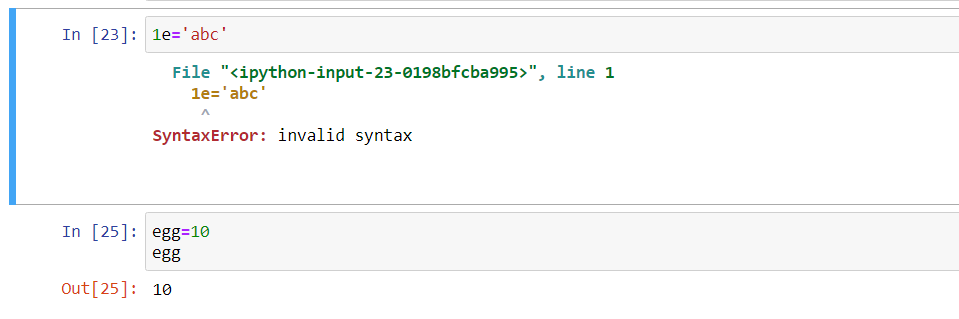 In [23]: 1e='abc'
File "<ipython-input-23-0198bfcba995>", line 1
1e='abc'
^
SyntaxError: invalid syntax
In [25]: egg=10
egg
Out[25]: 10